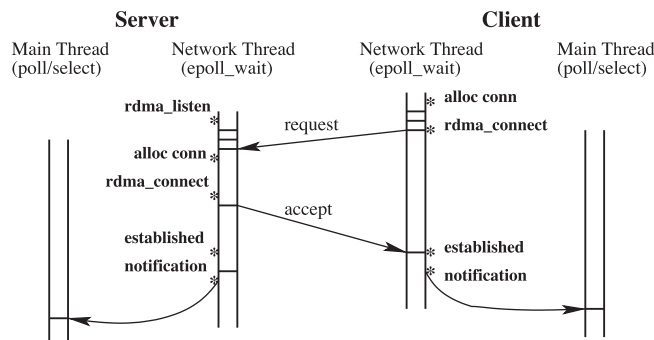 Server Client
Main Thread Network Thread Network Thread Main Thread
(poll/select) (epoll_wait) (epoll_wait) (poll/select)
* alloc conn
rdma_listen *
request
* rdma_connect
alloc conn *
rdma_connect *
accept
established * * established
notification * * notification